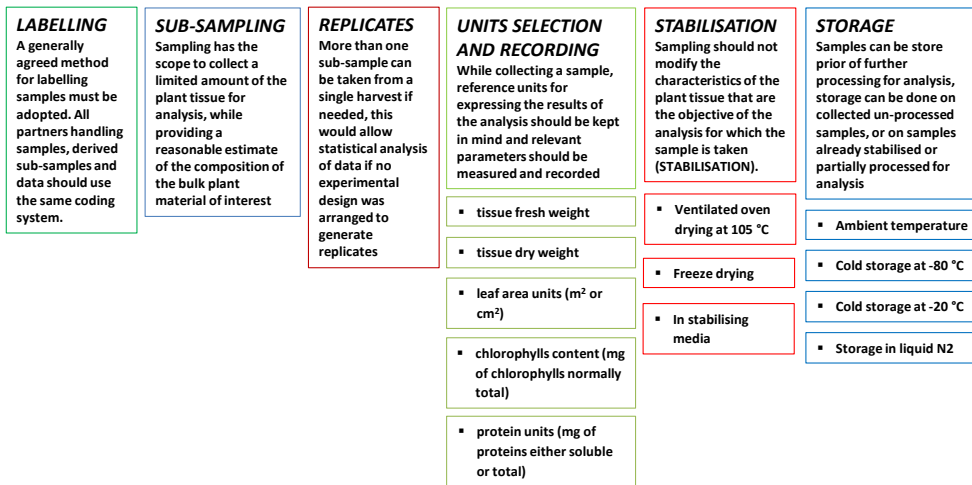 LABELLING
A generally
agreed method
for labelling
samples must be
adopted. All
partners handling
samples, derived
sub-samples and
data should use
the same coding
system.
SUB-SAMPLING
Sampling has the
scope to collect a
limited amount of the
plant tissue for
analysis, while
providing a
reasonable estimate
of the composition of
the bulk plant
material of interest
REPLICATES
More than one
sub-sample can
be taken from a
single harvest if
needed, this
would allow
statistical analysis
of data if no
experimental
design was
arranged to
generate
replicates
UNITS SELECTION
AND RECORDING
While collecting a sample,
reference units for
expressing the results of
the analysis should be kept
in mind and relevant
parameters should be
measured and recorded
▪ tissue fresh weight
▪ tissue dry weight
▪ leaf area units (m² or
cm²)
▪ chlorophylls content (mg
of chlorophylls normally
total)
▪ protein units (mg of
proteins either soluble
or total)
STABILISATION
Sampling should not
modify the
characteristics of the
plant tissue that are
the objective of the
analysis for which the
sample is taken
(STABILISATION).
▪ Ventilated oven
drying at 105 °C
▪ Freeze drying
▪ In stabilising
media
STORAGE
Samples can be store
prior of further
processing for analysis,
storage can be done on
collected un-processed
samples, or on samples
already stabilised or
partially processed for
analysis
▪ Ambient temperature
▪ Cold storage at -80 °C
▪ Cold storage at -20 °C
▪ Storage in liquid N2